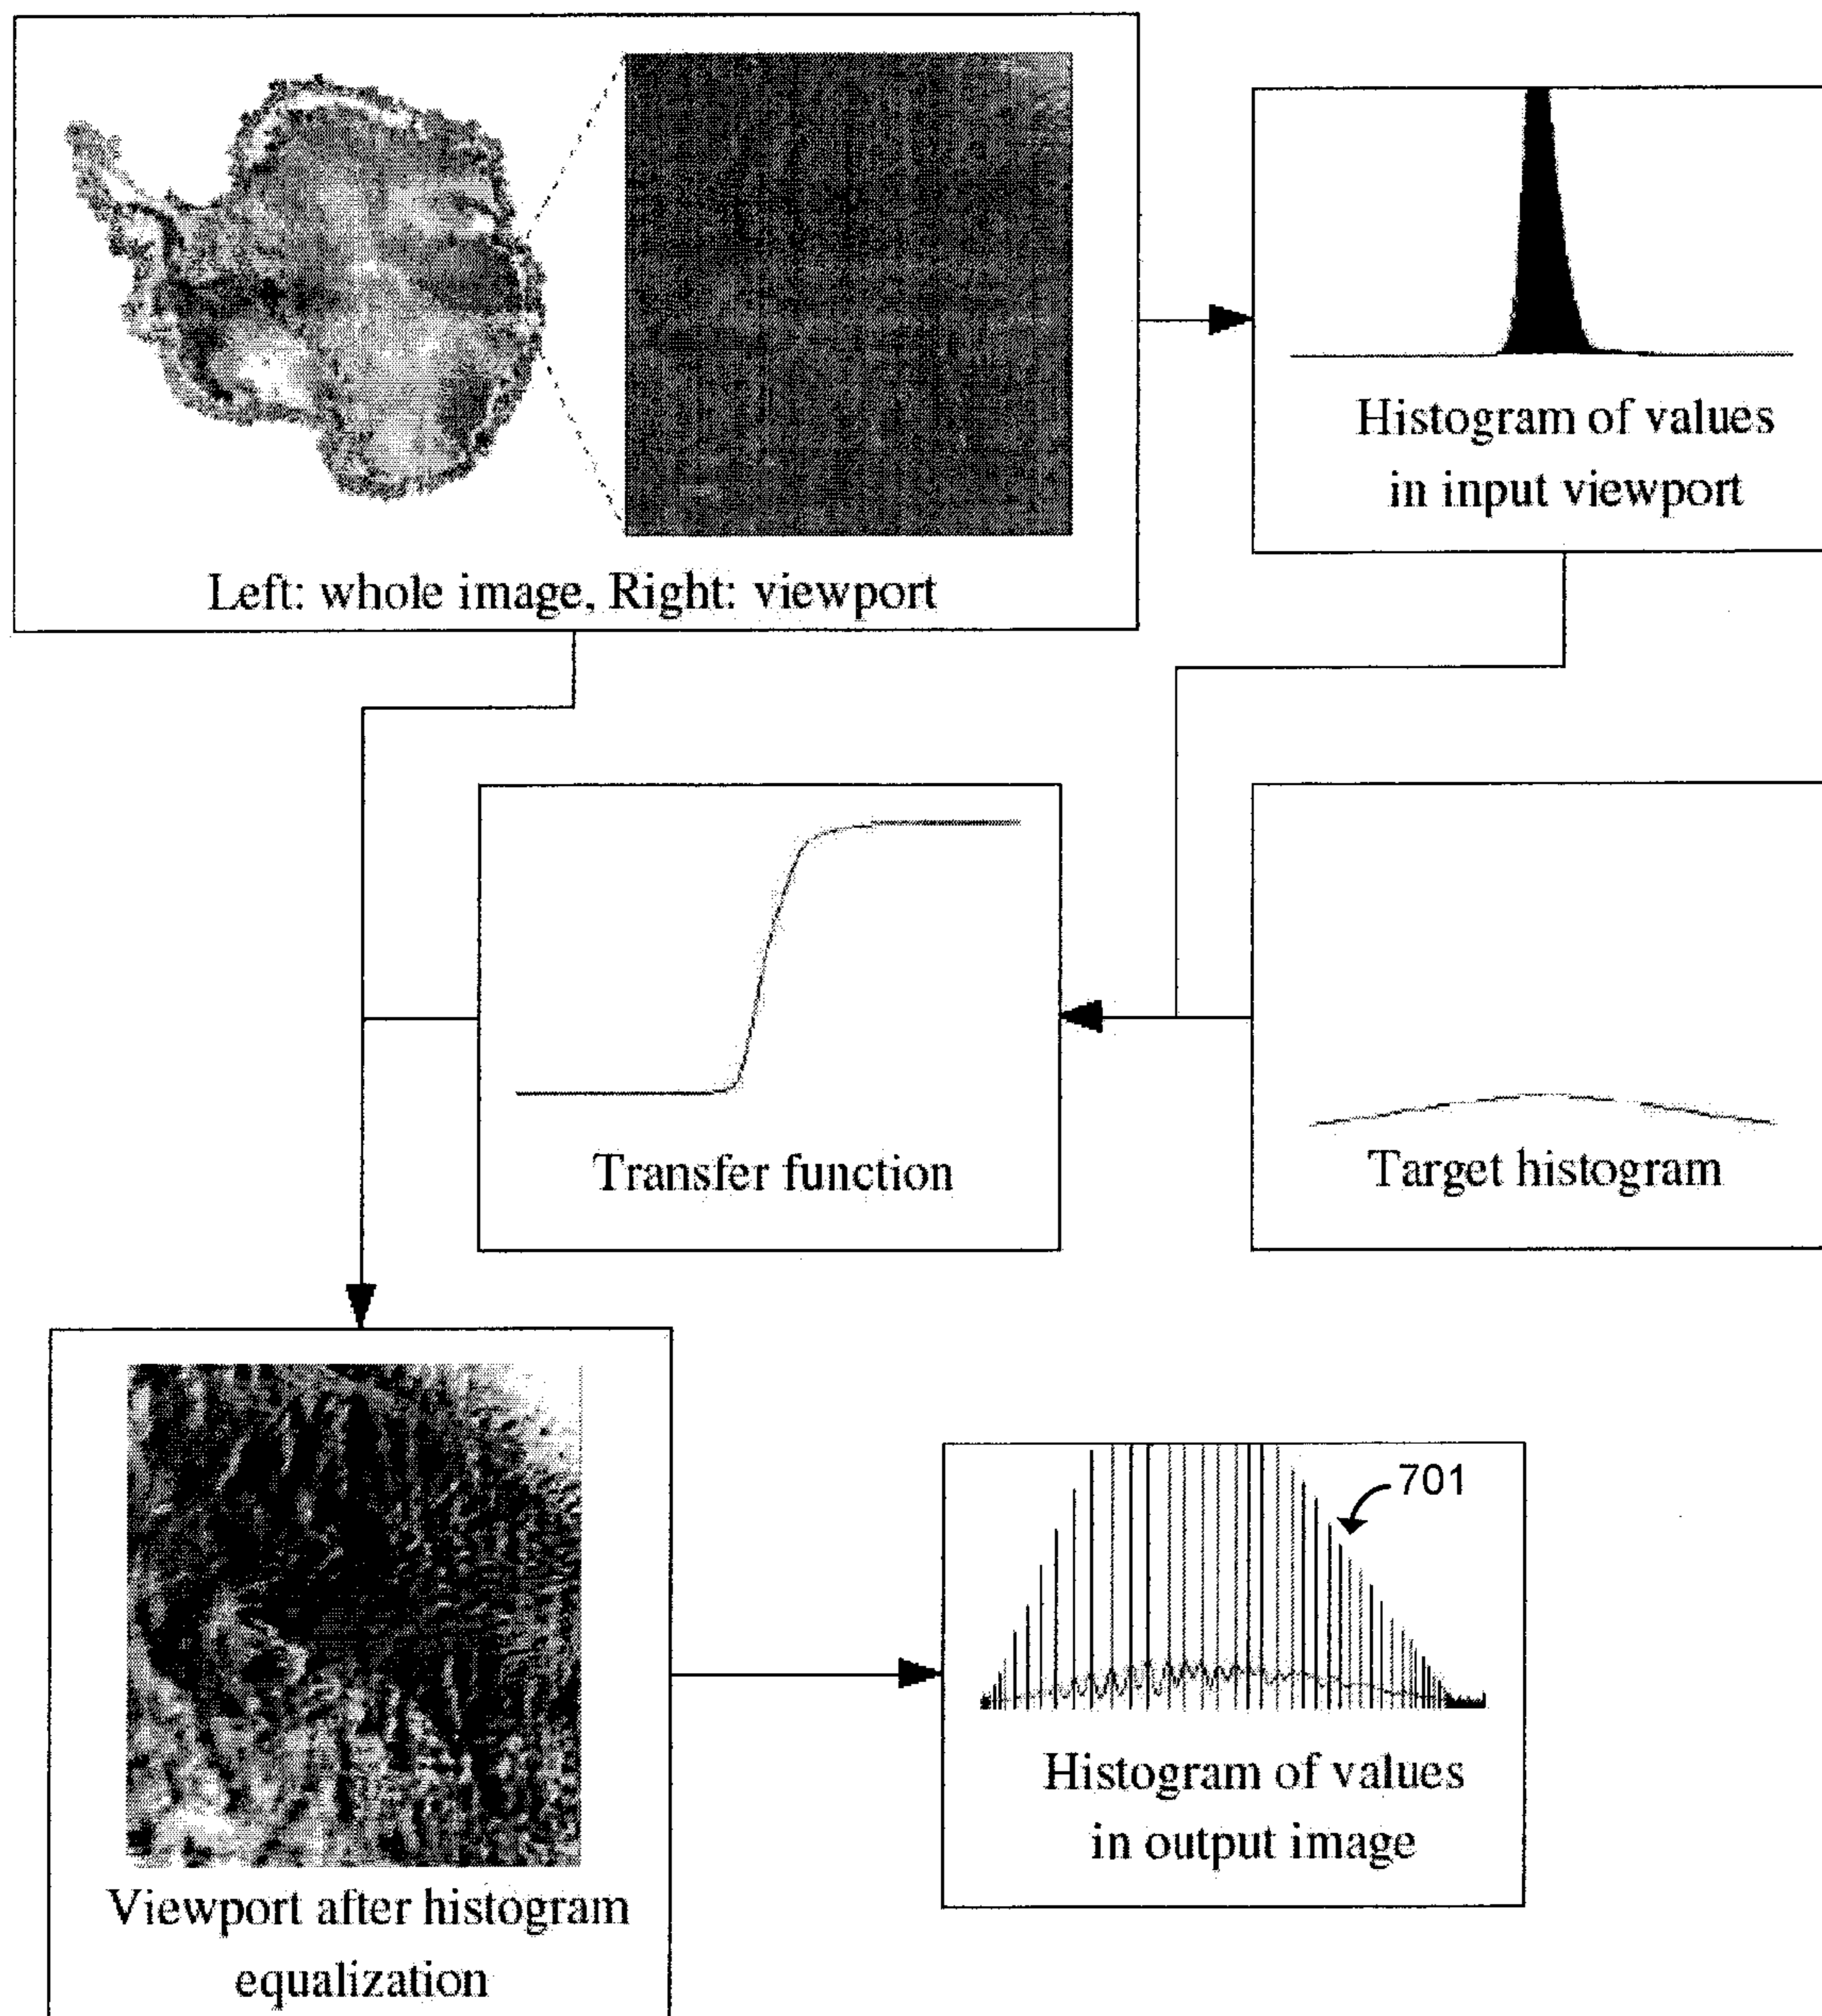 Left: whole image, Right: viewport
Histogram of values
in input viewport
Transfer function
Target histogram
701
Viewport after histogram
equalization
Histogram of values
in output image